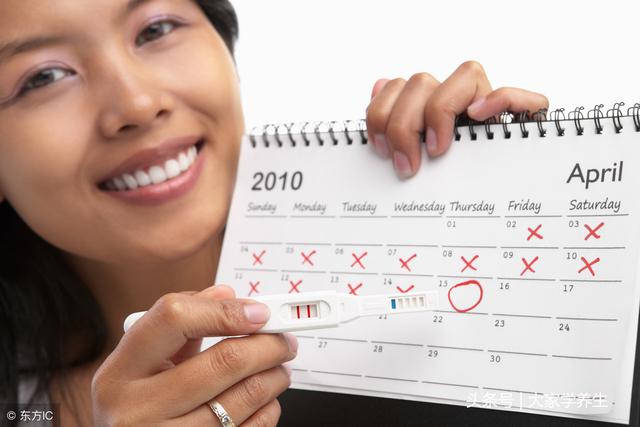 2010 April
Sunday Monday Tuesday Wednesday Thursday Friday Saturday
01 02 03
04 05 06 07 08 09 10
11 12 13 14 15 16 17
22 23 24
27 28 29 30
© 东方IC
头条号 | 大家学养生